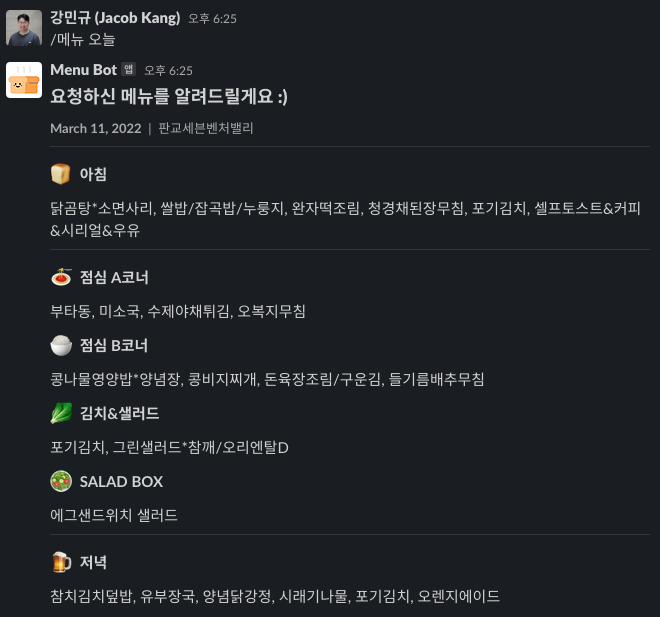 강민규 (Jacob Kang) 오후 6:25
/메뉴 오늘
Menu Bot 앱 오후 6:25
요청하신 메뉴를 알려드릴게요 :)
March 11, 2022 | 판교세븐벤처밸리
아침
닭곰탕*소면사리, 쌀밥/잡곡밥/누룽지, 완자떡조림, 청경채된장무침, 포기김치, 셀프토스트&커피
&시리얼&우유
점심 A코너
부타동, 미소국, 수제야채튀김, 오복지무침
점심 B코너
콩나물영양밥*양념장, 콩비지찌개, 돈육장조림/구운김, 들기름배추무침
김치&샐러드
포기김치, 그린샐러드*참깨/오리엔탈D
SALAD BOX
에그샌드위치 샐러드
저녁
참치김치덮밥, 유부장국, 양념닭강정, 시래기나물, 포기김치, 오렌지에이드